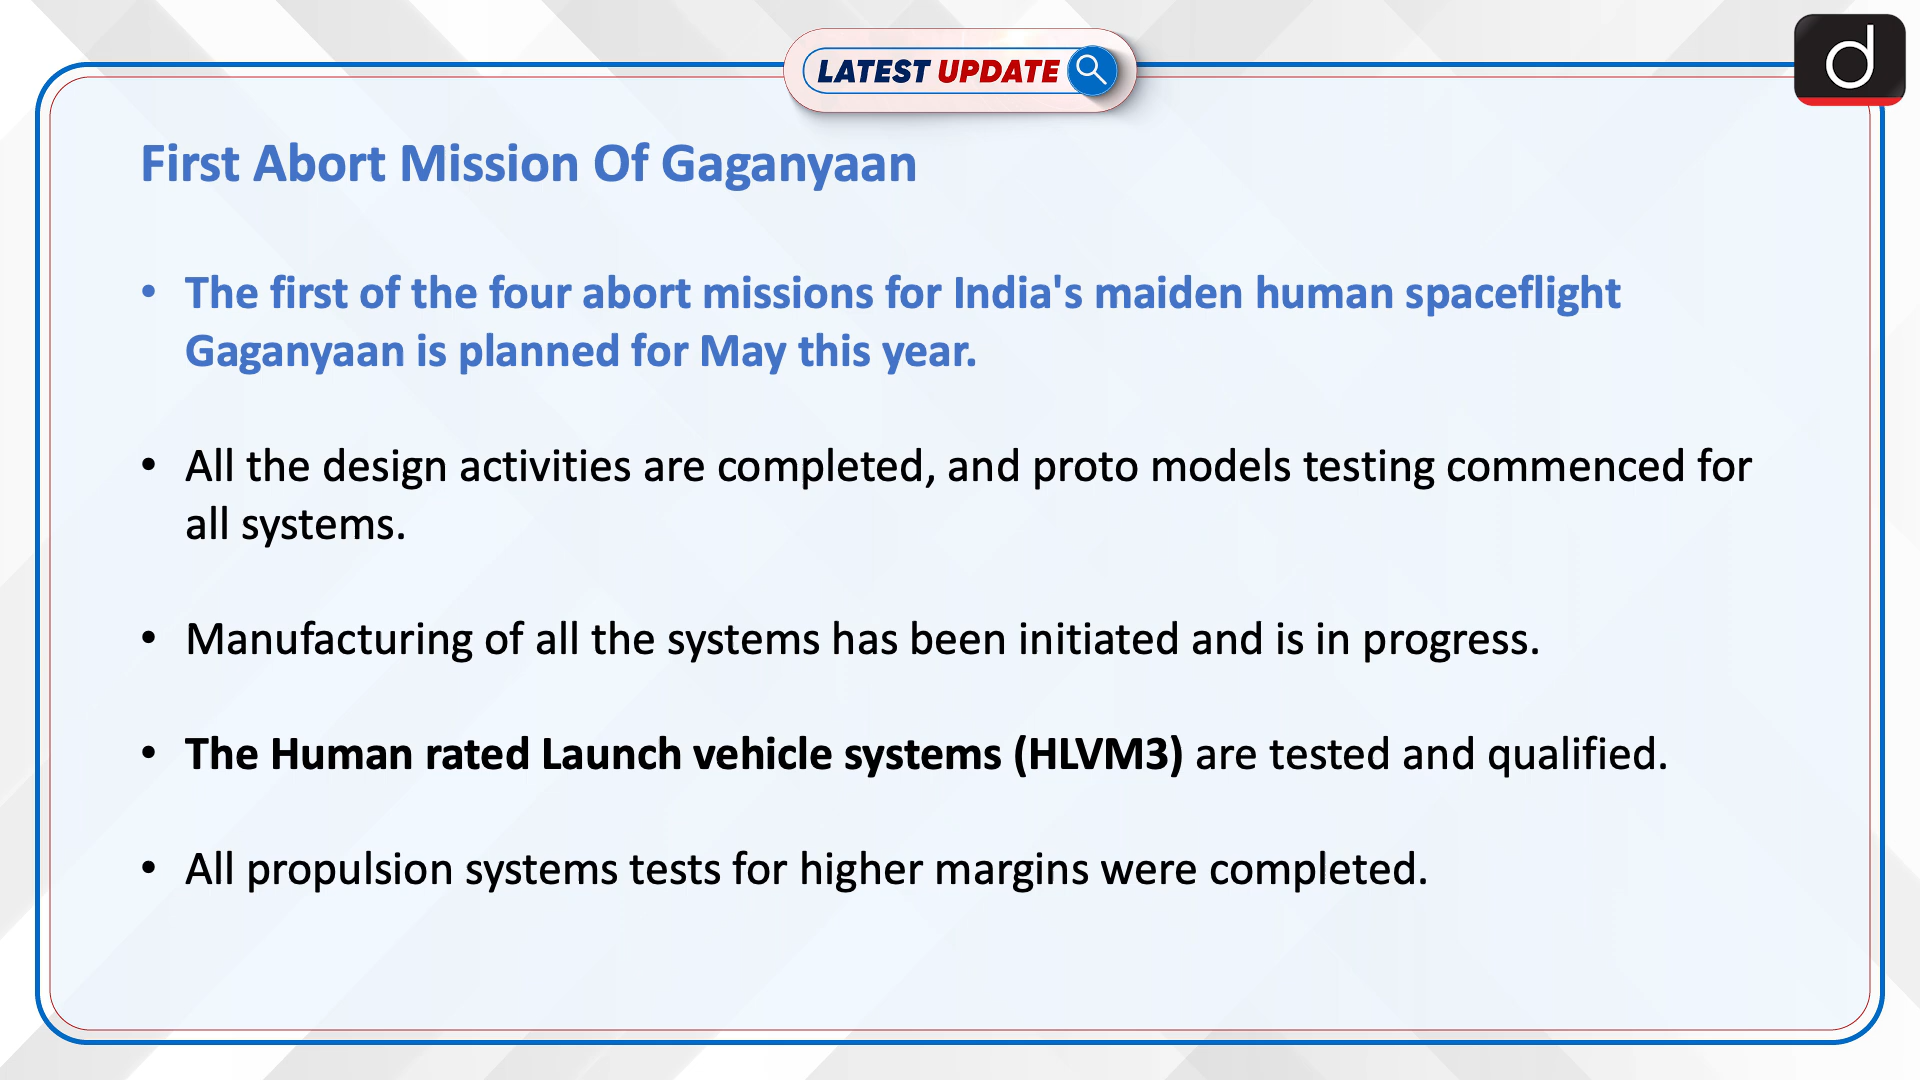 LATEST UPDATE
d
First Abort Mission Of Gaganyaan
• The first of the four abort missions for India's maiden human spaceflight
Gaganyaan is planned for May this year.
• All the design activities are completed, and proto models testing commenced for
all systems.
• Manufacturing of all the systems has been initiated and is in progress.
• The Human rated Launch vehicle systems (HLVM3) are tested and qualified.
• All propulsion systems tests for higher margins were completed.